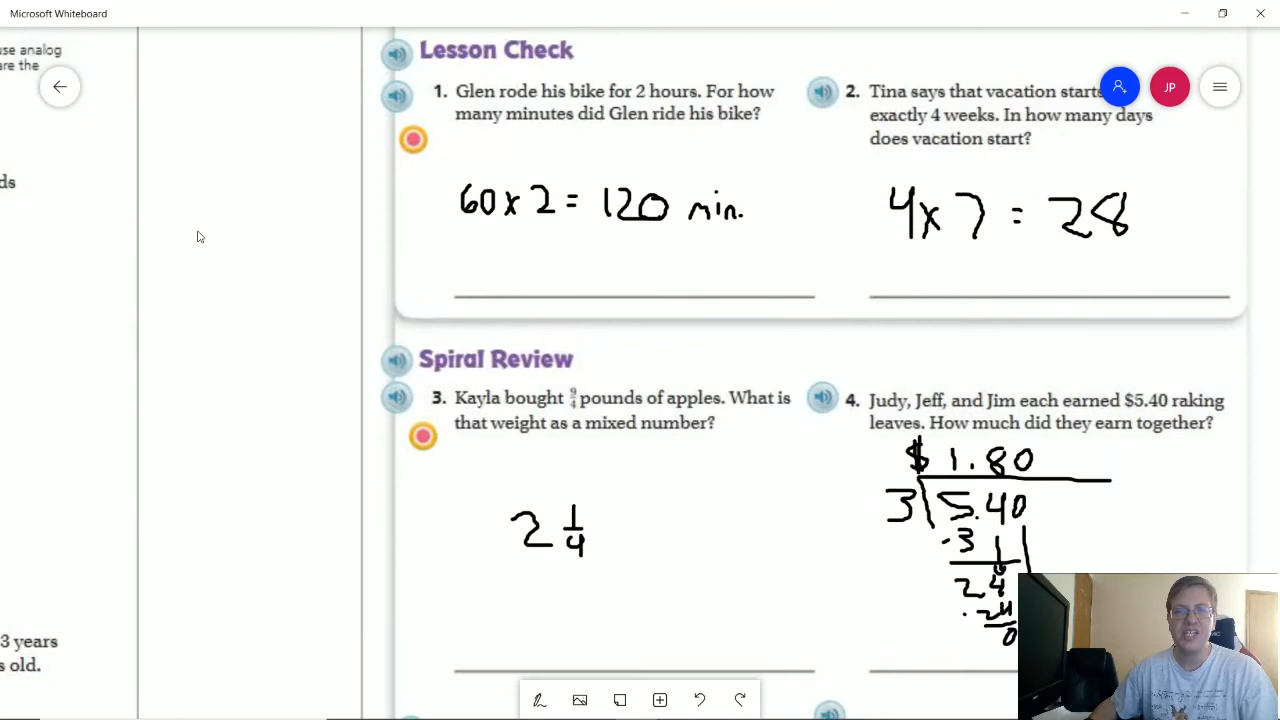 Microsoft Whiteboard
use analog
are the
ds
3 years
s old.
Lesson Check
1. Glen rode his bike for 2 hours. For how
many minutes did Glen ride his bike?
60 x 2 = 120 min.
2. Tina says that vacation starts
exactly 4 weeks. In how many days
does vacation start?
4 x 7 = 28
JP
Spiral Review
3. Kayla bought 9/4 pounds of apples. What is
that weight as a mixed number?
2 1/4
4. Judy, Jeff, and Jim each earned $5.40 raking
leaves. How much did they earn together?
$1.80
3 5.40
- 3
24
- 24
0